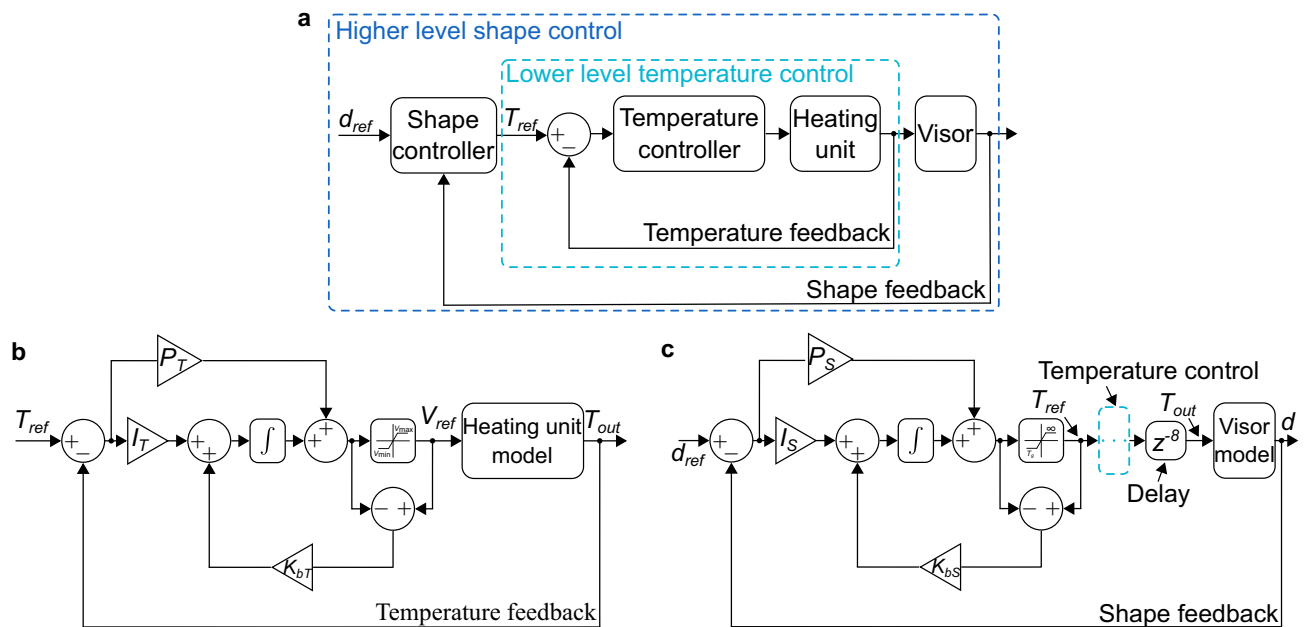 a
Higher level shape control
Lower level temperature control
d_ref
Shape controller
T_ref
+
−
Temperature controller
Heating unit
Visor
Temperature feedback
Shape feedback
b
P_T
T_ref
+
−
I_T
+
+
∫
+
+
V_max
V_min
V_ref
Heating unit model
T_out
− +
K_bT
Temperature feedback
c
P_S
Temperature control
T_ref
T_out
d_ref
+
−
I_S
+
+
∫
+
+
∞
T_g
...
z^-8
Visor model
d
Delay
− +
K_bS
Shape feedback